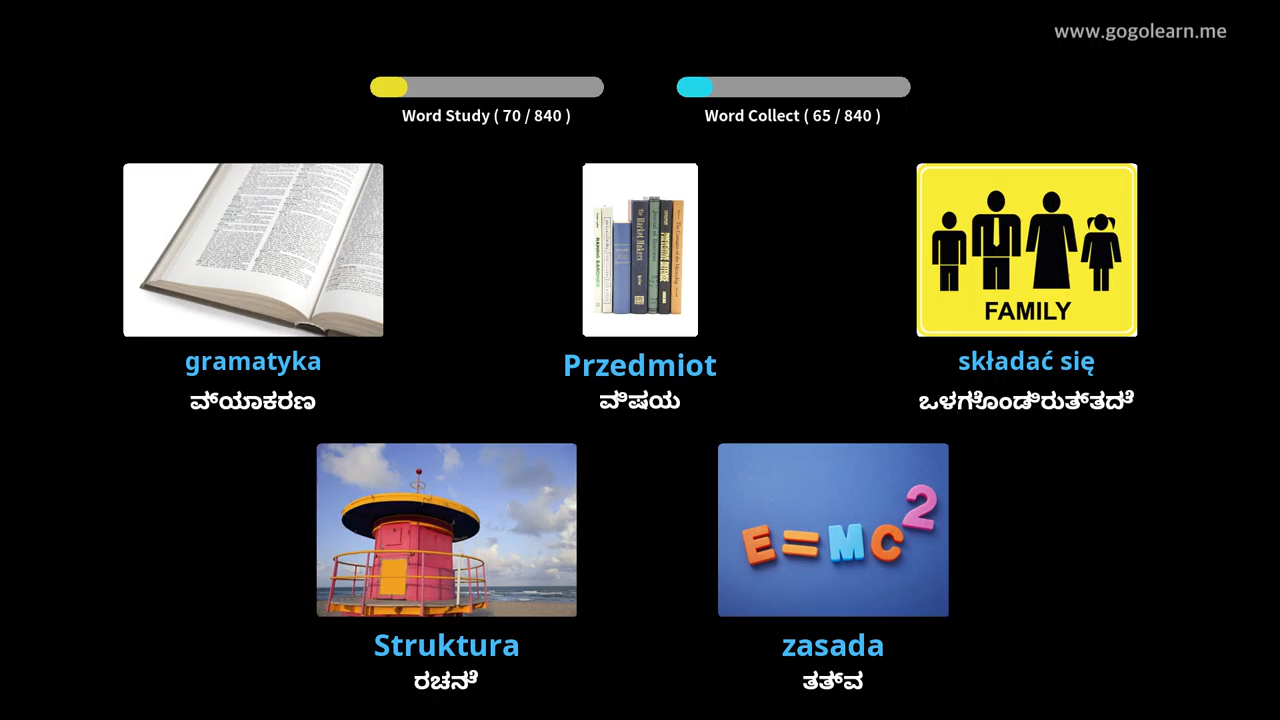 www.gogolearn.me
Word Study ( 70 / 840 )
Word Collect ( 65 / 840 )
FAMILY
gramatyka
Przedmiot
składać się
ವ್ಯಾಕರಣ
ವಿಷಯ
ಒಳಗೊಂಡಿರುತ್ತದೆ
E=MC2
Struktura
zasada
ರಚನೆ
ತತ್ವ